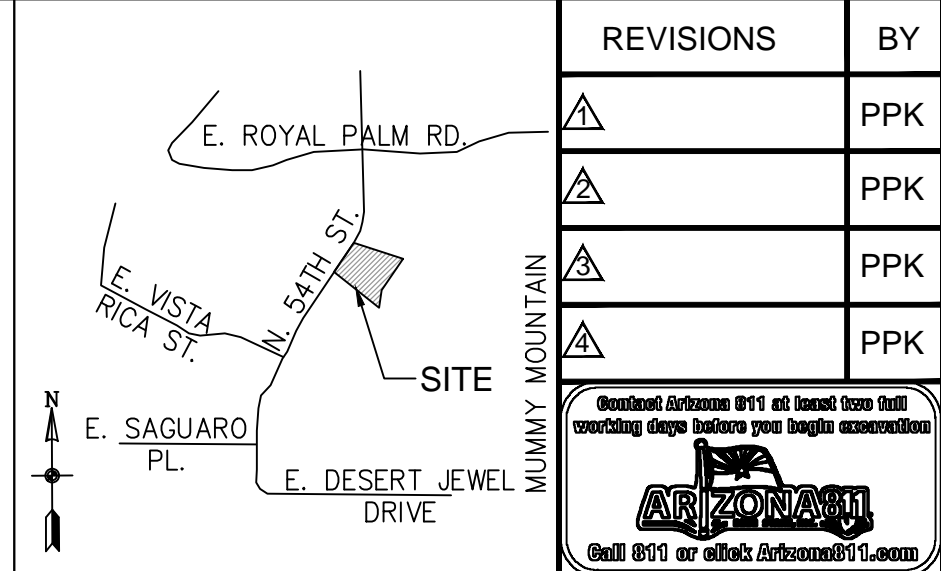 E. ROYAL PALM RD.
N. 54TH ST.
E. VISTA
RICA ST.
SITE
MUMMY MOUNTAIN
N
E. SAGUARO
PL.
E. DESERT JEWEL
DRIVE
REVISIONS BY
1 PPK
2 PPK
3 PPK
4 PPK
Contact Arizona 811 at least two full
working days before you begin excavation
ARIZONA811
Call 811 or click Arizona811.com